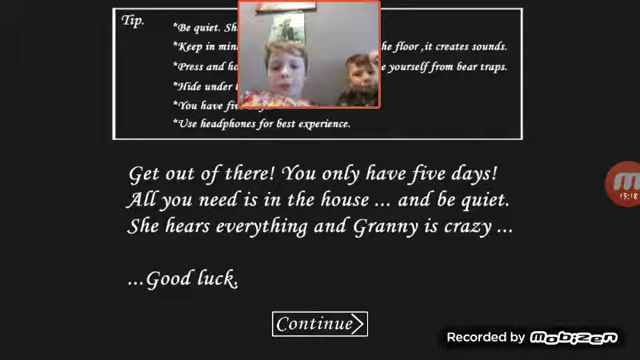 Tip.
*Be quiet. Sh
*Keep in min he floor ,it creates sounds.
*Press and ho e yourself from bear traps.
*Hide under
*You have fiv
*Use headphones for best experience.
Get out of there! You only have five days!
All you need is in the house ... and be quiet.
She hears everything and Granny is crazy ...
...Good luck.
Continue
13:18
Recorded by mobizen